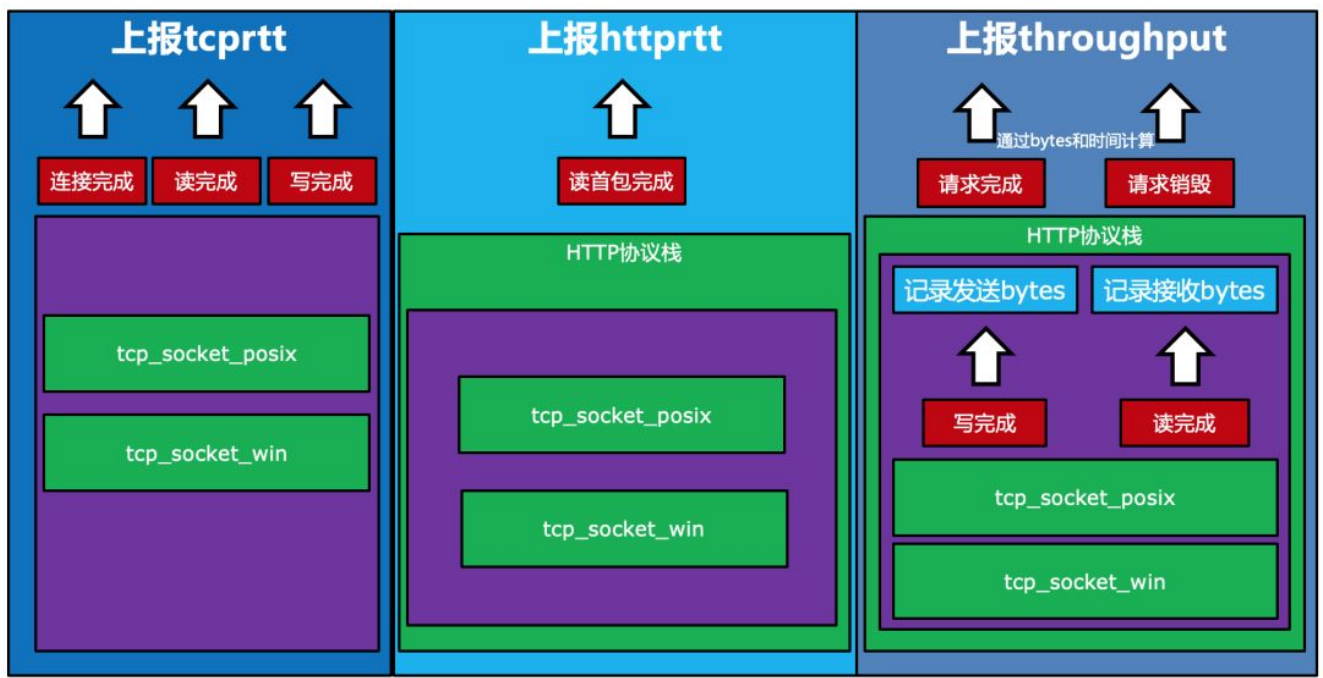 上报tcprtt
连接完成
读完成
写完成
tcp_socket_posix
tcp_socket_win
上报httprtt
读首包完成
HTTP协议栈
tcp_socket_posix
tcp_socket_win
上报throughput
通过bytes和时间计算
请求完成
请求销毁
HTTP协议栈
记录发送bytes
记录接收bytes
写完成
读完成
tcp_socket_posix
tcp_socket_win